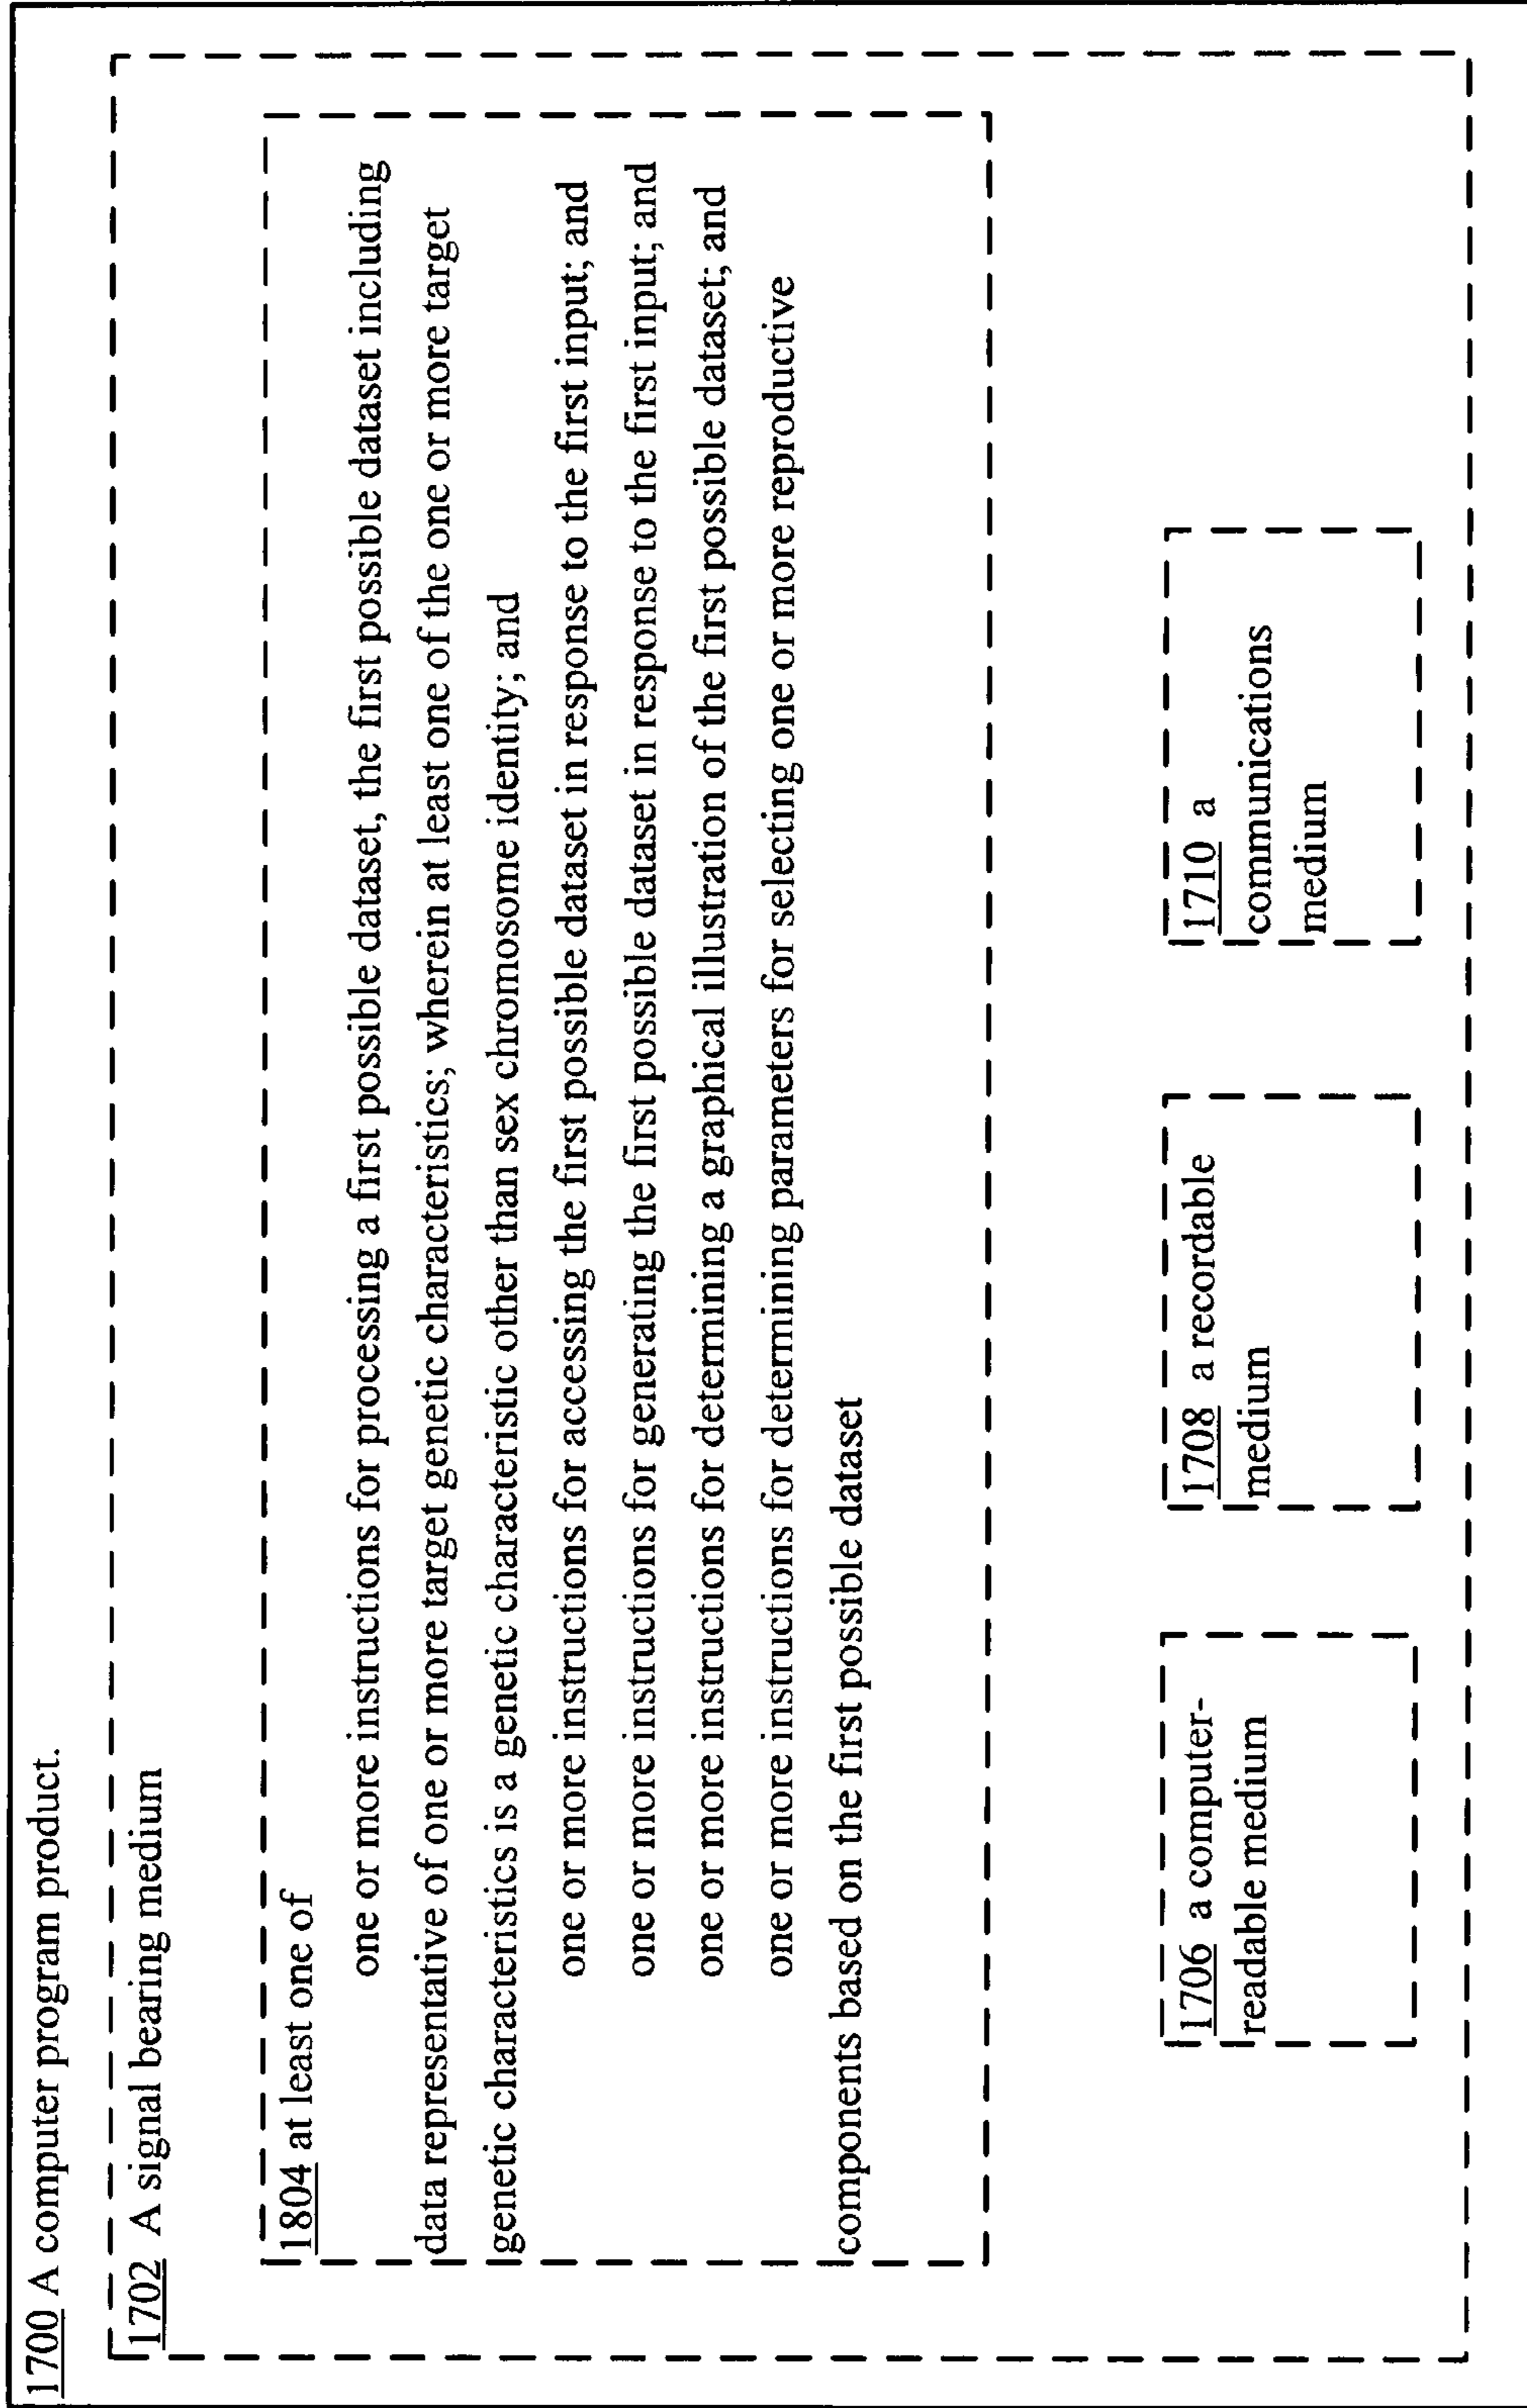 1700 A computer program product.
1702 A signal bearing medium
1804 at least one of
one or more instructions for processing a first possible dataset, the first possible dataset including
data representative of one or more target genetic characteristics; wherein at least one of the one or more target
genetic characteristics is a genetic characteristic other than sex chromosome identity; and
one or more instructions for accessing the first possible dataset in response to the first input; and
one or more instructions for generating the first possible dataset in response to the first input; and
one or more instructions for determining a graphical illustration of the first possible dataset; and
one or more instructions for determining parameters for selecting one or more reproductive
components based on the first possible dataset
1706 a computer-
readable medium
1708 a recordable
medium
1710 a
communications
medium